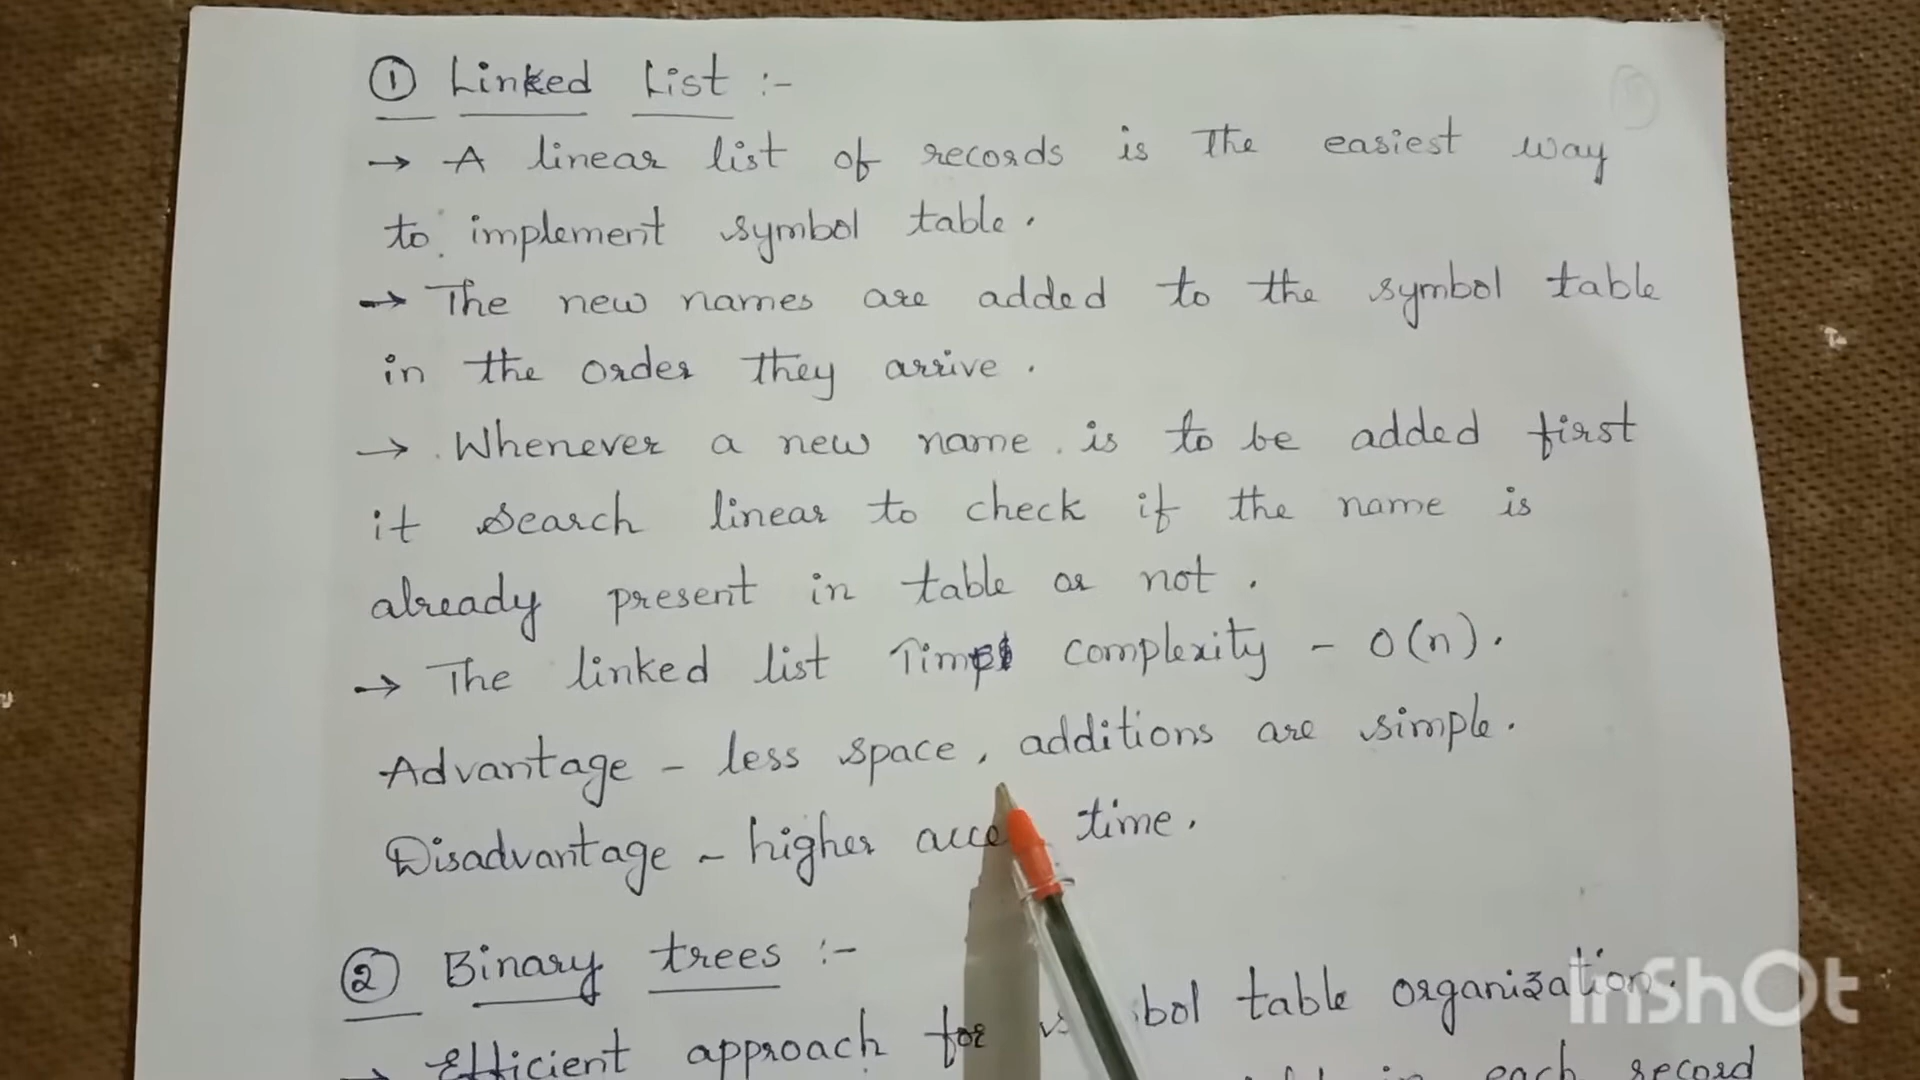 ① Linked List :-
→ A linear list of records is The easiest way
to implement symbol table.
→ The new names are added to the symbol table
in the order they arrive.
→ Whenever a new name is to be added first
it search linear to check if the name is
already present in table or not.
→ The linked list Time complexity - O(n).
Advantage - less space, additions are simple.
Disadvantage - higher time.
② Binary trees :-
→ Efficient approach for table organization.
in each record
InShOt